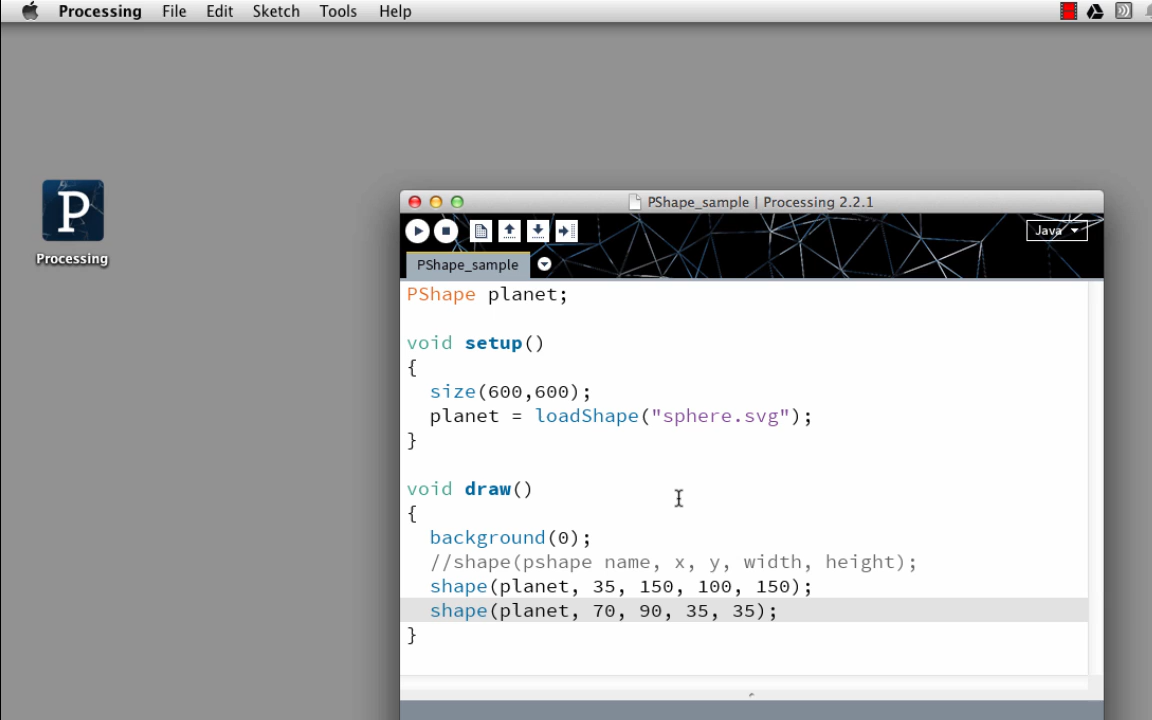 Processing File Edit Sketch Tools Help
P
Processing
PShape_sample | Processing 2.2.1
Java
PShape_sample
PShape planet;
void setup()
{
size(600,600);
planet = loadShape("sphere.svg");
}
void draw()
{
background(0);
//shape(pshape name, x, y, width, height);
shape(planet, 35, 150, 100, 150);
shape(planet, 70, 90, 35, 35);
}